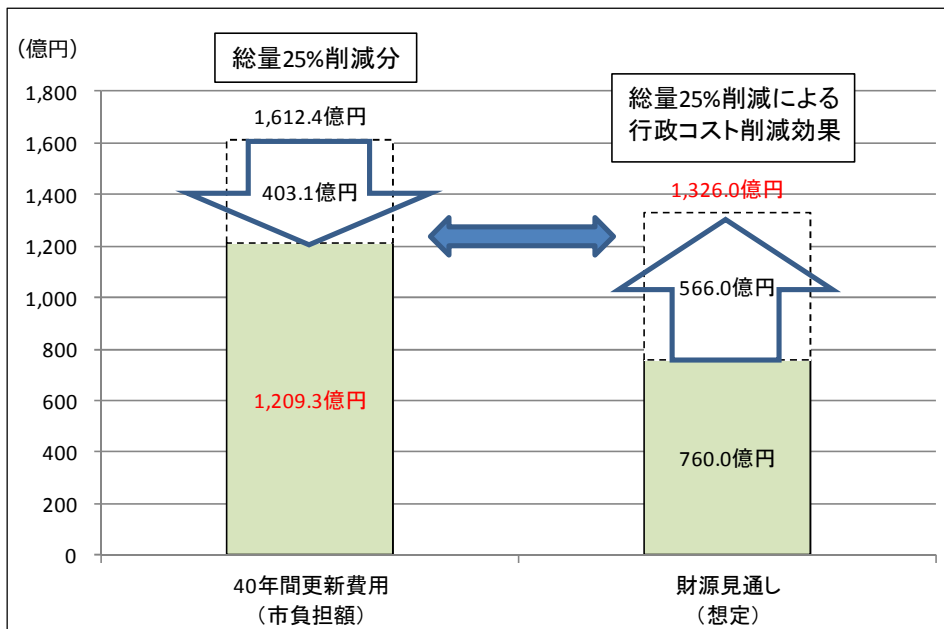 (億円)
総量25%削減分
総量25%削減による
行政コスト削減効果
1,800
1,600
1,400
1,200
1,000
800
600
400
200
0
1,612.4億円
403.1億円
1,209.3億円
1,326.0億円
566.0億円
760.0億円
40年間更新費用
（市負担額）
財源見通し
（想定）